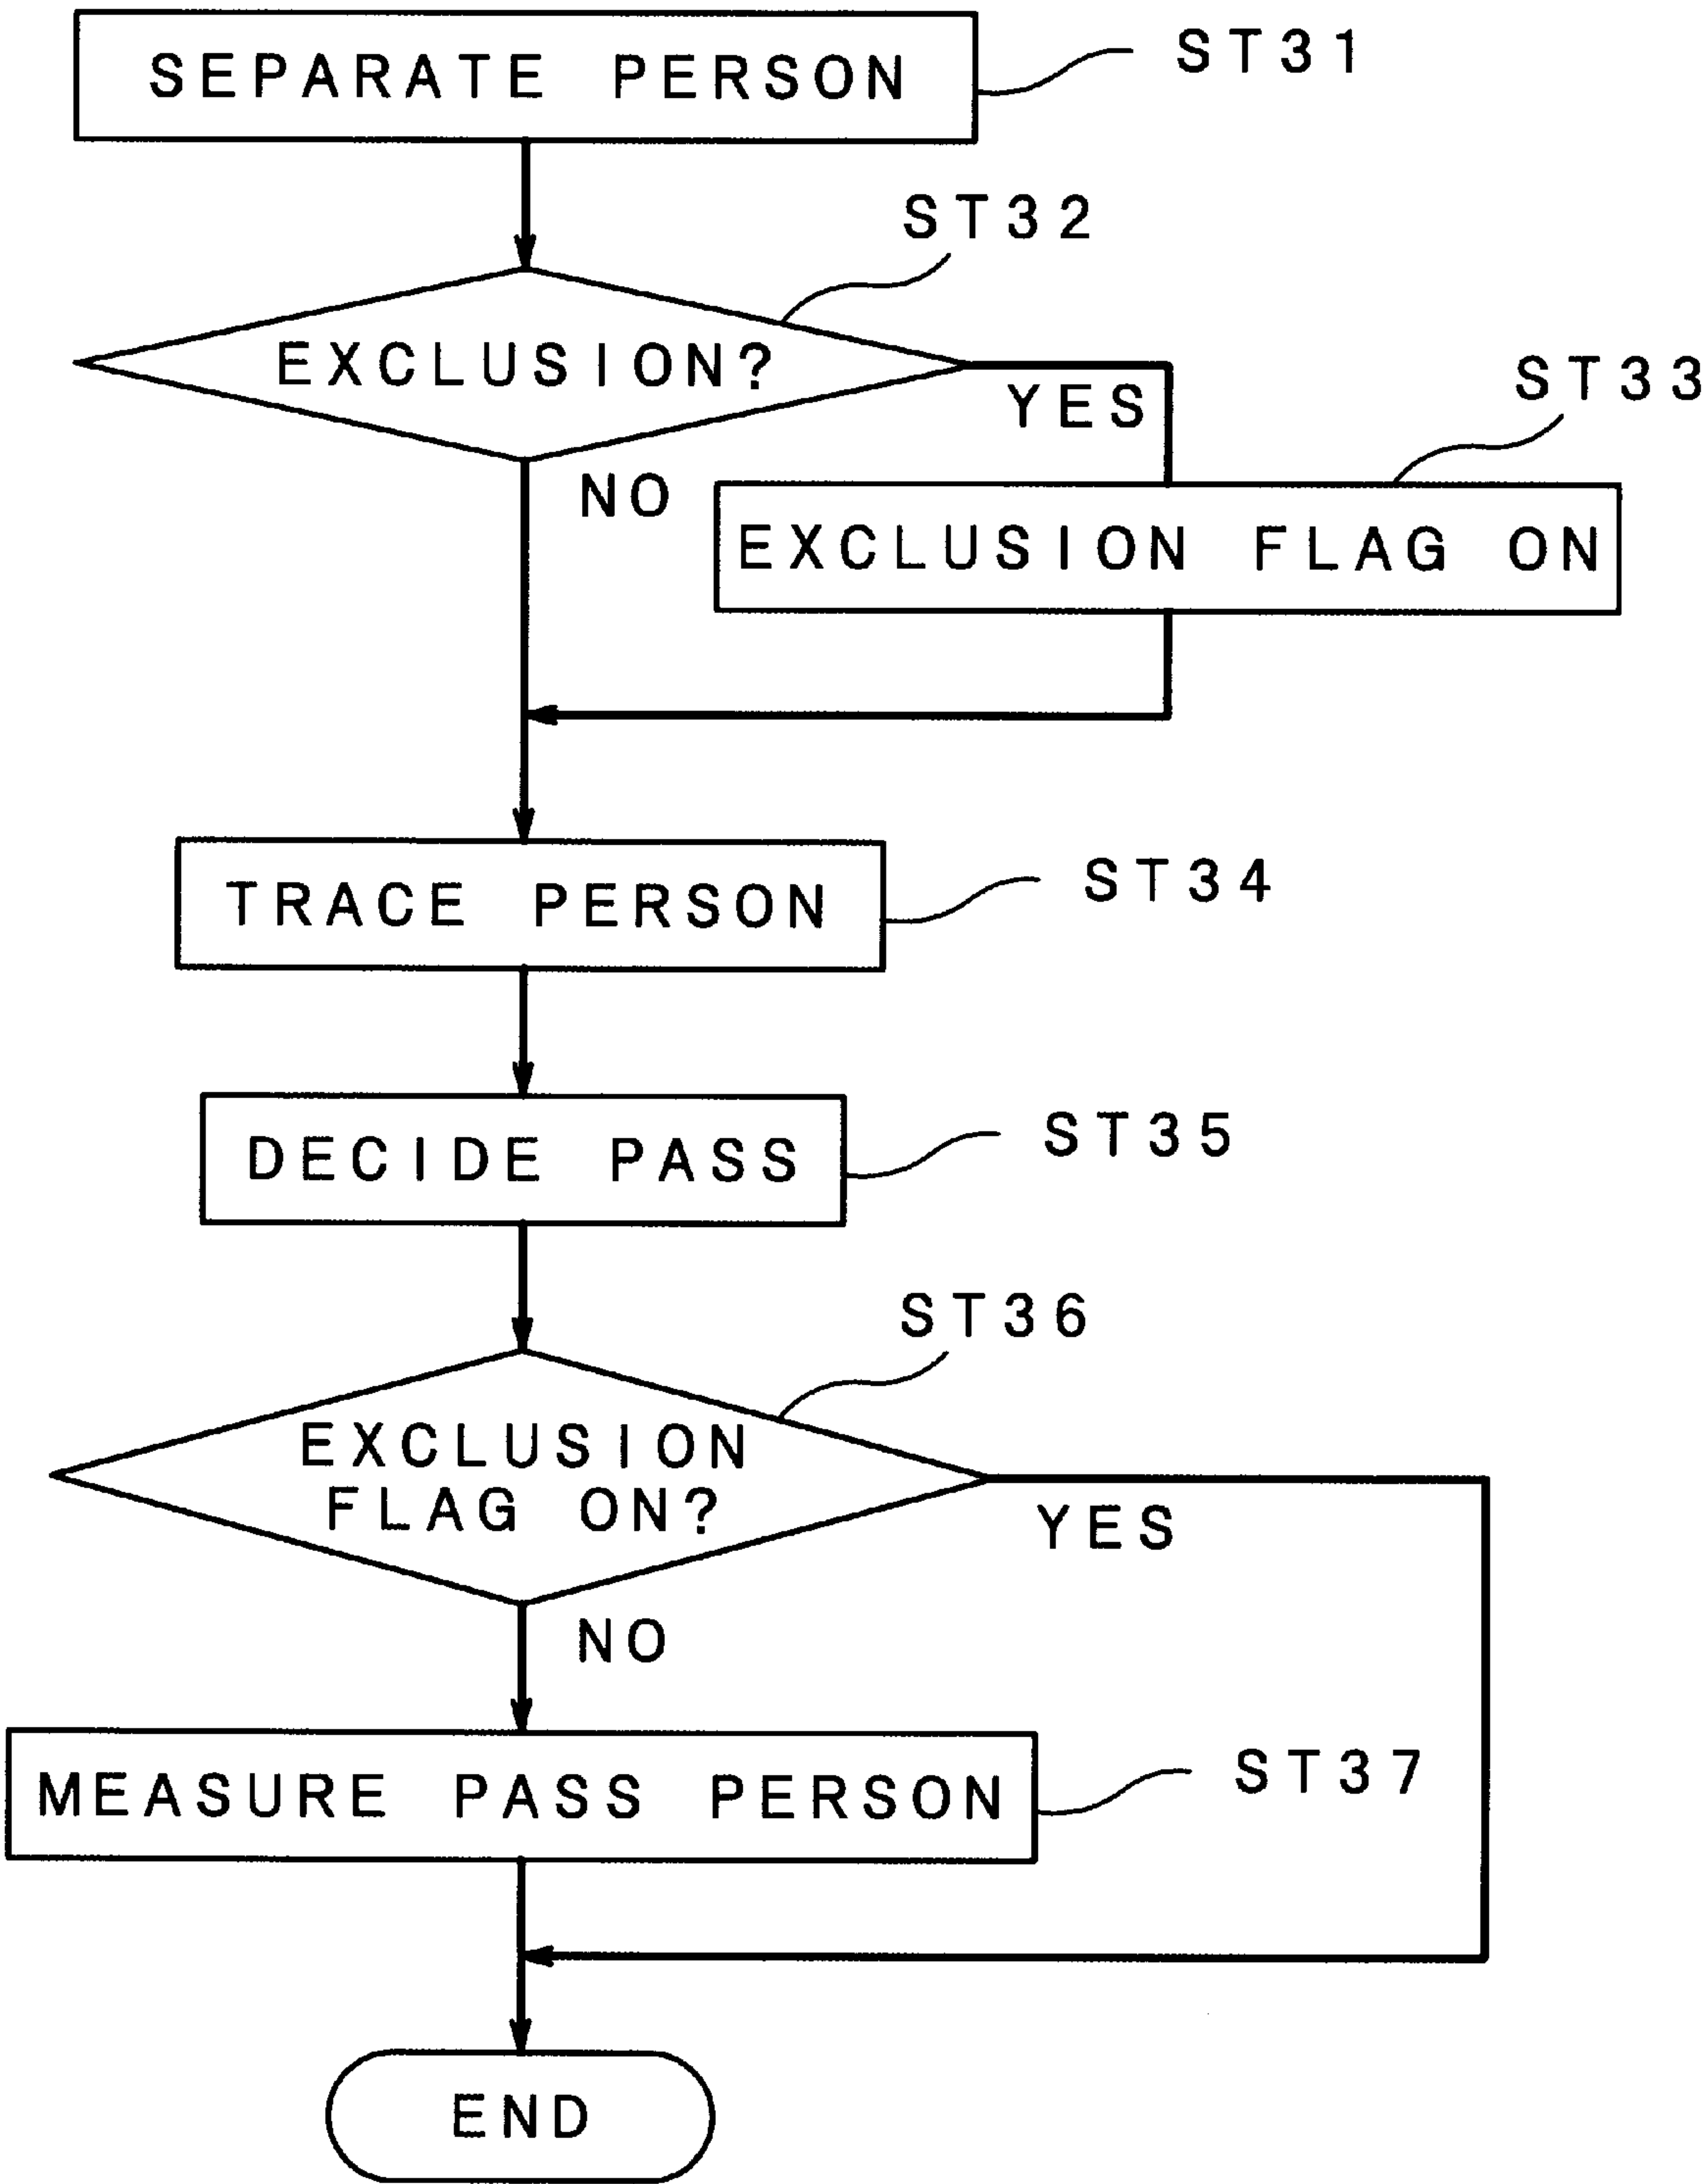 SEPARATE PERSON
ST31
ST32
EXCLUSION?
YES
ST33
NO
EXCLUSION FLAG ON
TRACE PERSON
ST34
DECIDE PASS
ST35
ST36
EXCLUSION
FLAG ON?
YES
NO
MEASURE PASS PERSON
ST37
END